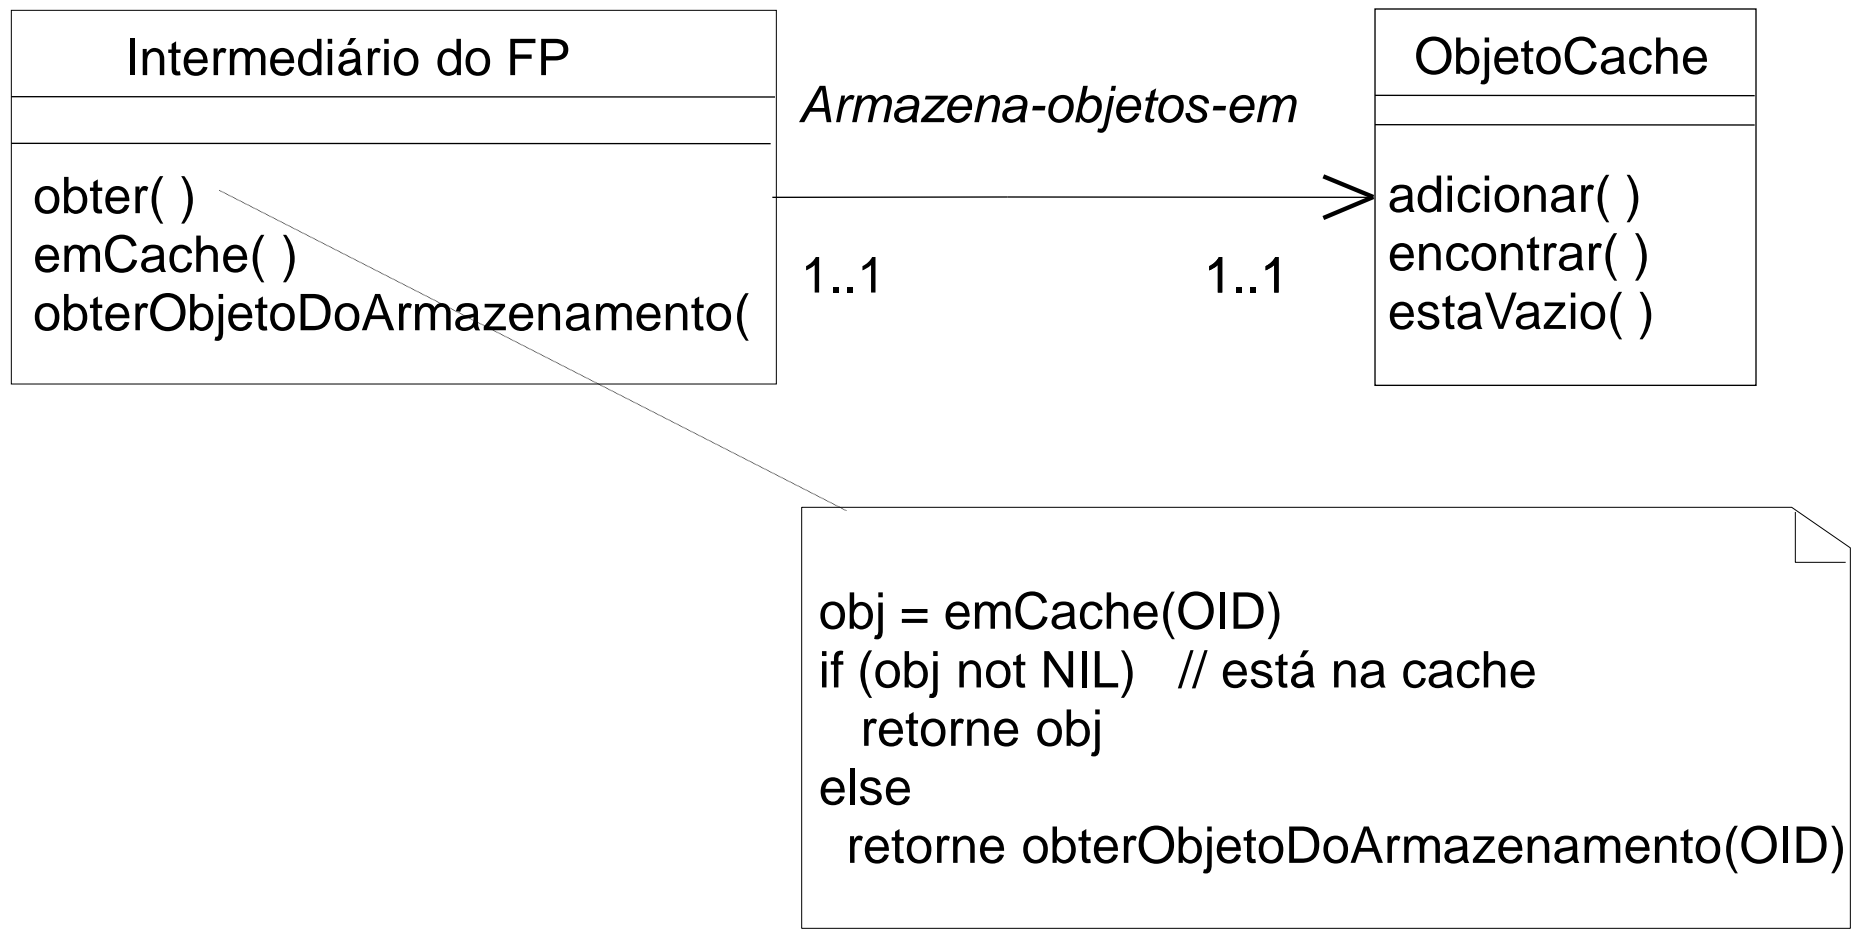 Intermediário do FP
obter( )
emCache( )
obterObjetoDoArmazenamento(
Armazena-objetos-em
1..1
1..1
ObjetoCache
adicionar( )
encontrar( )
estaVazio( )
obj = emCache(OID)
if (obj not NIL)   // está na cache
retorne obj
else
retorne obterObjetoDoArmazenamento(OID)